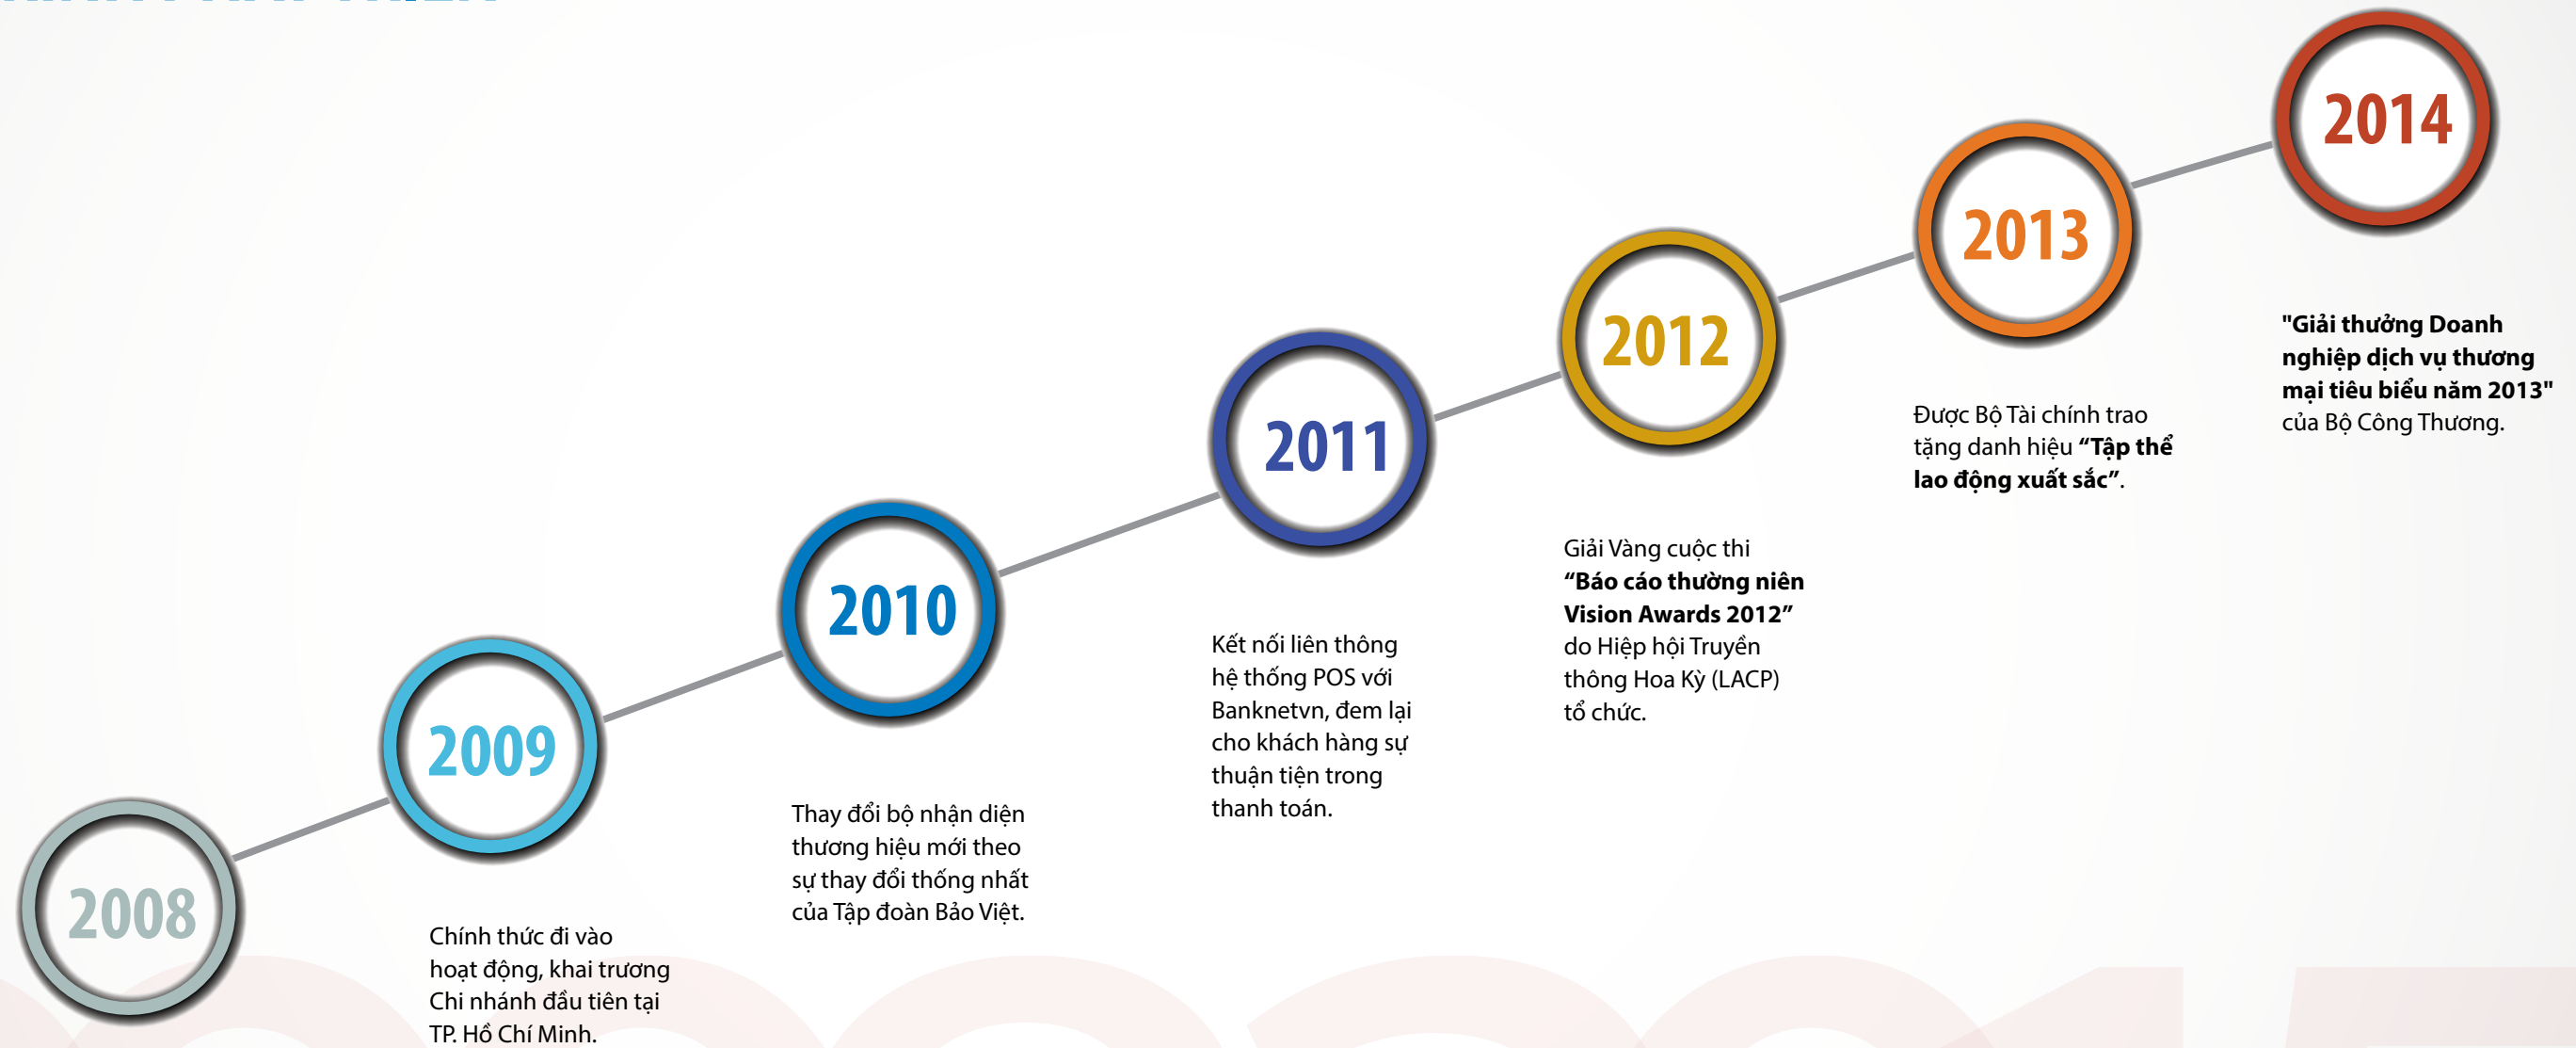 2008
2009
Chính thức đi vào
hoạt động, khai trương
Chi nhánh đầu tiên tại
TP. Hồ Chí Minh.
2010
Thay đổi bộ nhận diện
thương hiệu mới theo
sự thay đổi thống nhất
của Tập đoàn Bảo Việt.
2011
Kết nối liên thông
hệ thống POS với
Banknetvn, đem lại
cho khách hàng sự
thuận tiện trong
thanh toán.
2012
Giải Vàng cuộc thi
“Báo cáo thường niên
Vision Awards 2012”
do Hiệp hội Truyền
thông Hoa Kỳ (LACP)
tổ chức.
2013
Được Bộ Tài chính trao
tặng danh hiệu “Tập thể
lao động xuất sắc”.
2014
"Giải thưởng Doanh
nghiệp dịch vụ thương
mại tiêu biểu năm 2013"
của Bộ Công Thương.